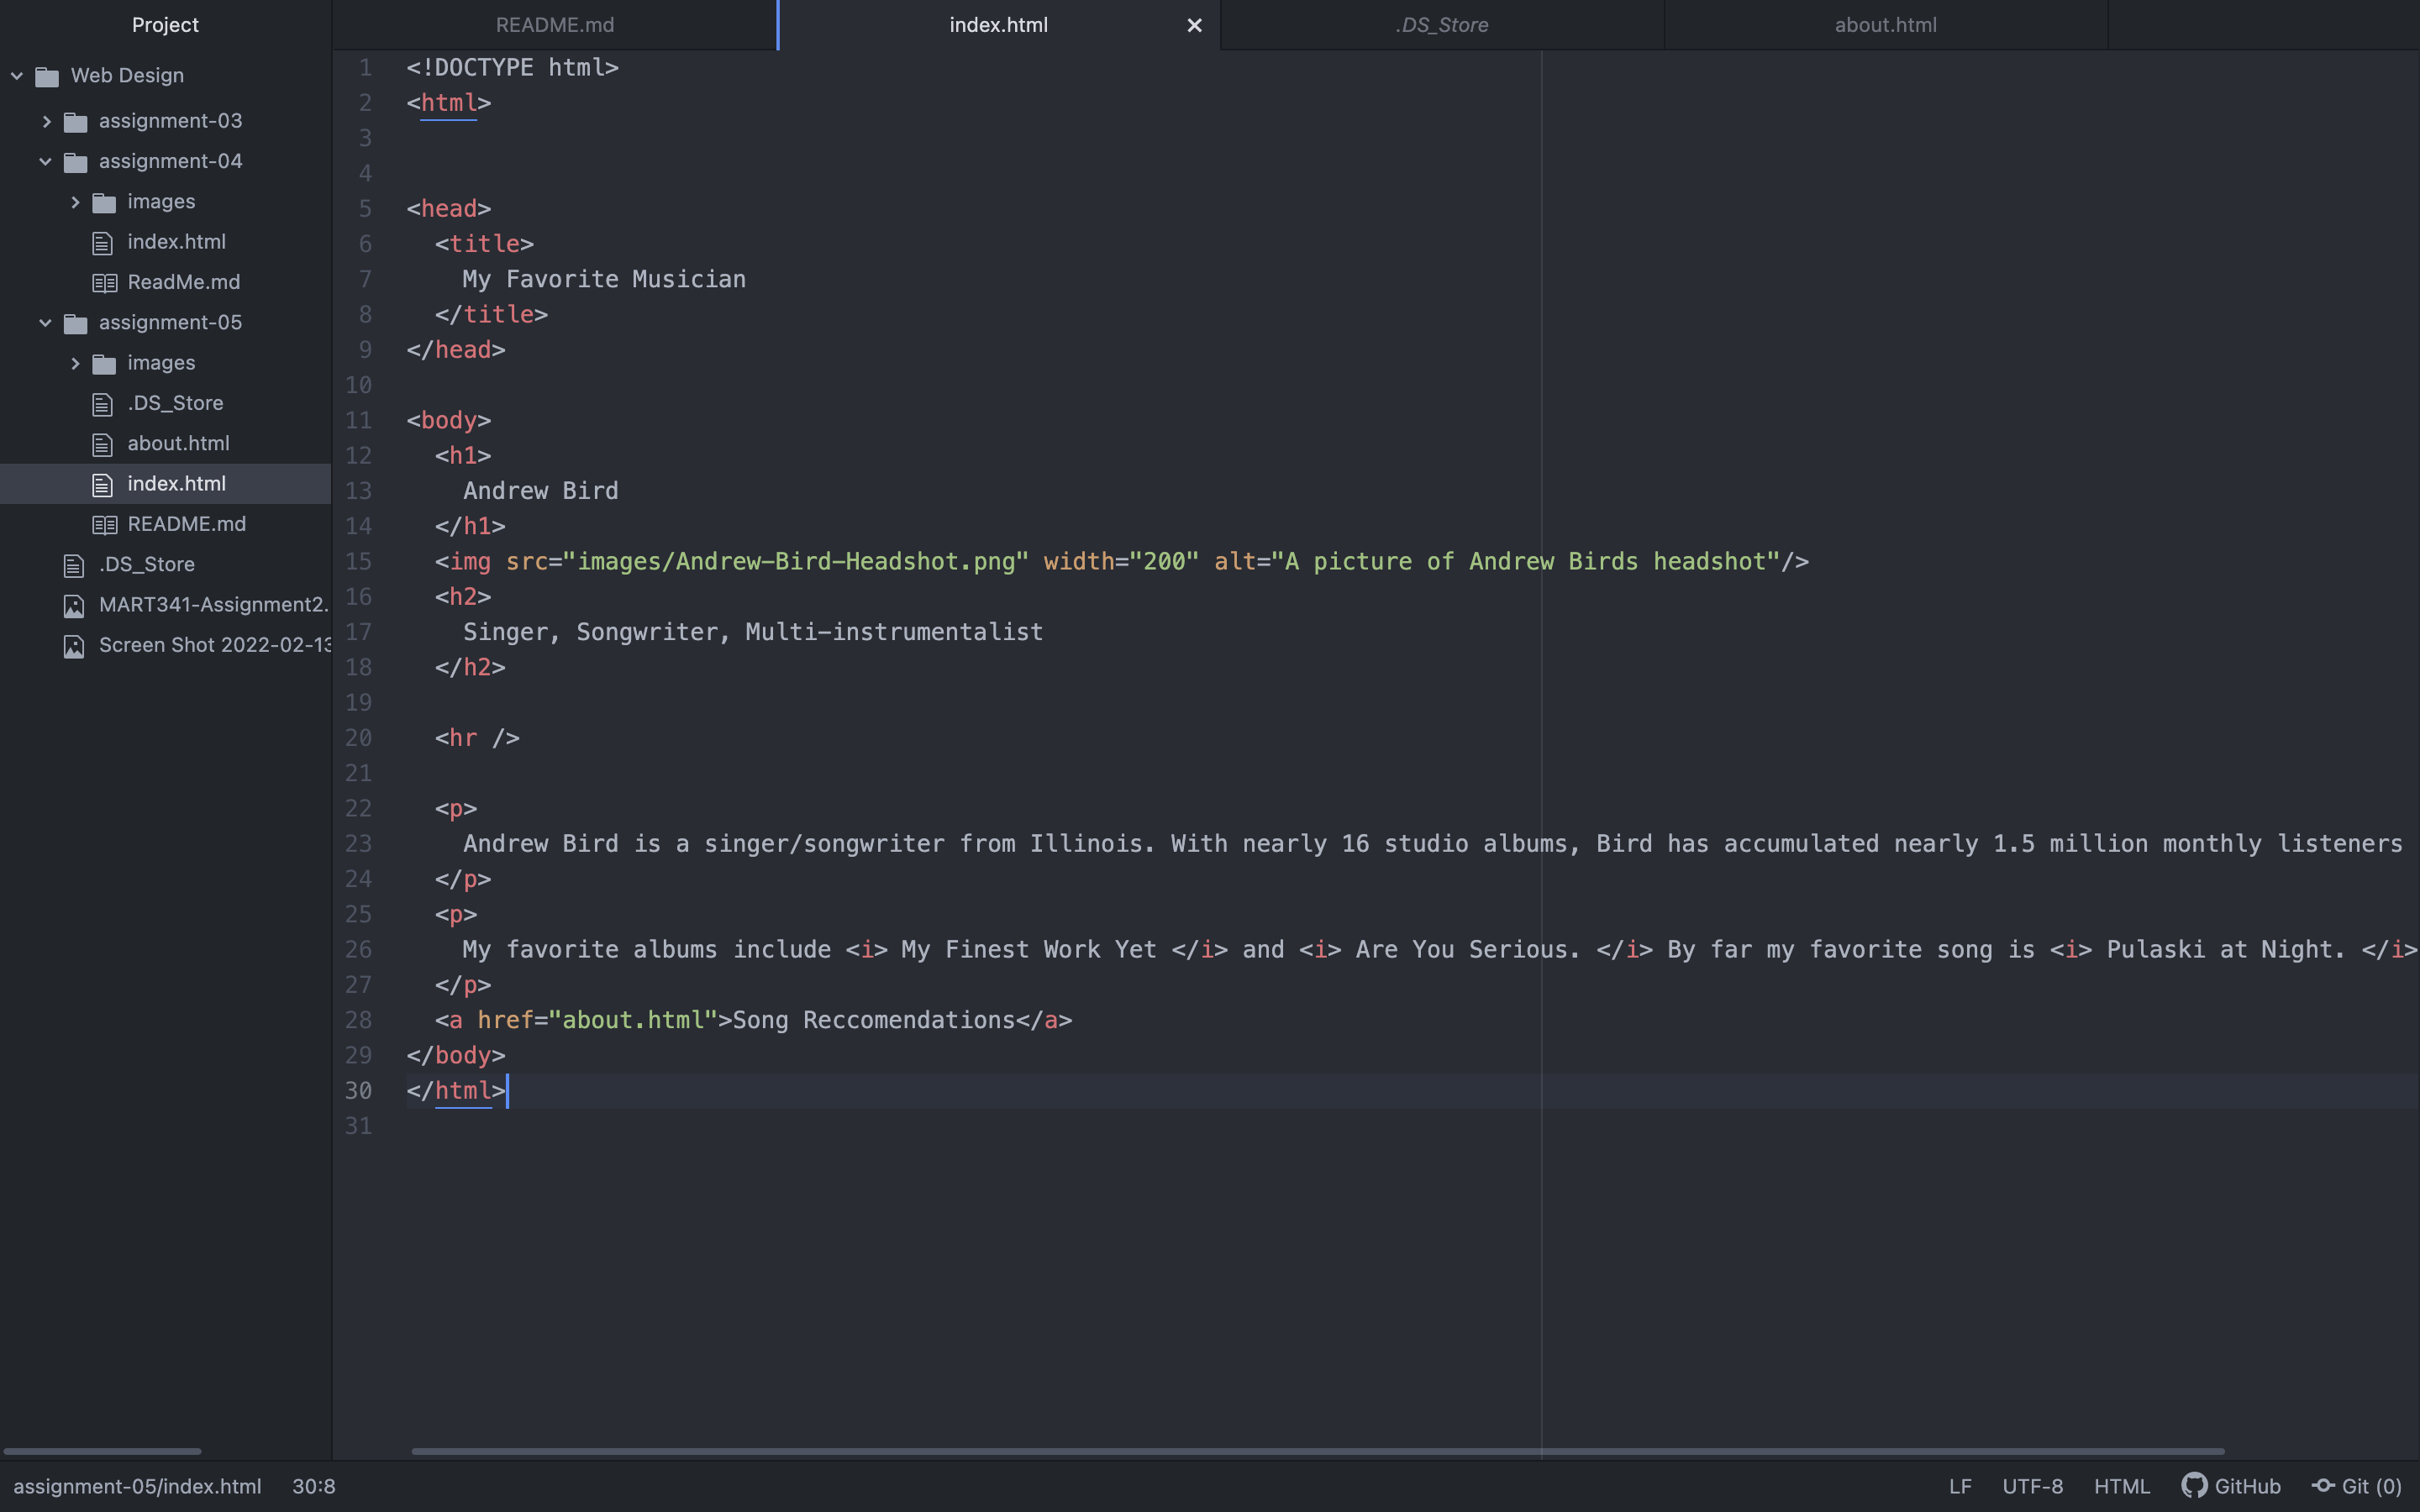 Project
README.md
index.html
.DS_Store
about.html
Web Design
assignment-03
assignment-04
images
index.html
ReadMe.md
assignment-05
images
.DS_Store
about.html
index.html
README.md
.DS_Store
MART341-Assignment2.
Screen Shot 2022-02-13
1 <!DOCTYPE html>
2 <html>
3
4
5 <head>
6 <title>
7 My Favorite Musician
8 </title>
9 </head>
10
11 <body>
12 <h1>
13 Andrew Bird
14 </h1>
15 <img src="images/Andrew-Bird-Headshot.png" width="200" alt="A picture of Andrew Birds headshot"/>
16 <h2>
17 Singer, Songwriter, Multi-instrumentalist
18 </h2>
19
20 <hr />
21
22 <p>
23 Andrew Bird is a singer/songwriter from Illinois. With nearly 16 studio albums, Bird has accumulated nearly 1.5 million monthly listeners
24 </p>
25 <p>
26 My favorite albums include <i> My Finest Work Yet </i> and <i> Are You Serious. </i> By far my favorite song is <i> Pulaski at Night. </i>
27 </p>
28 <a href="about.html">Song Reccomendations</a>
29 </body>
30 </html>
31
assignment-05/index.html 30:8
LF UTF-8 HTML GitHub Git (0)